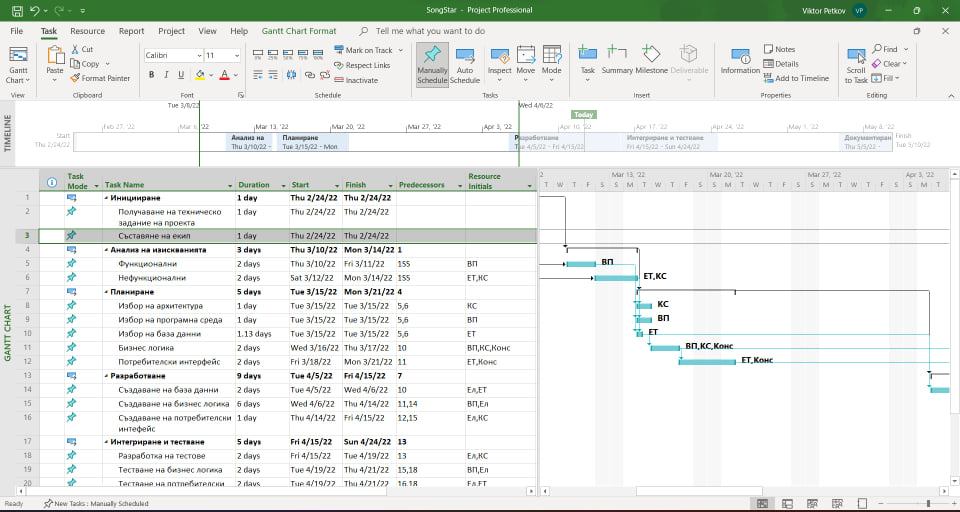 SongStar - Project Professional
Viktor Petkov
VP
File Task Resource Report Project View Help Gantt Chart Format Tell me what you want to do
Gantt Chart
View
Paste
Cut
Copy
Format Painter
Clipboard
Calibri 11
B I U A
Font
0% 25% 50% 75% 100%
Mark on Track
Respect Links
Inactivate
Schedule
Manually Schedule
Auto Schedule
Inspect
Move
Mode
Tasks
Task
Summary
Milestone
Deliverable
Insert
Information
Notes
Details
Add to Timeline
Properties
Scroll to Task
Find
Clear
Fill
Editing
TIMELINE
Tue 3/8/22
Wed 4/6/22
Today
Feb 27, '22 Mar 6, '22 Mar 13, '22 Mar 20, '22 Mar 27, '22 Apr 3, '22 Apr 10, '22 Apr 17, '22 Apr 24, '22 May 1, '22 May 8, '22
Start
Thu 2/24/22
Анализ на
Thu 3/10/22 -
Планиране
Tue 3/15/22 - Mon
Разработване
Tue 4/5/22 - Fri 4/15/22
Интегриране и тестване
Fri 4/15/22 - Sun 4/24/22
Документиран
Thu 5/5/22 -
Finish
Tue 5/10/22
GANTT CHART
Task Mode Task Name Duration Start Finish Predecessors Resource Initials
1 Иницииране 1 day Thu 2/24/22 Thu 2/24/22
2 Получаване на техническо задание на проекта 1 day Thu 2/24/22 Thu 2/24/22
3 Съставяне на екип 1 day Thu 2/24/22 Thu 2/24/22
4 Анализ на изискванията 3 days Thu 3/10/22 Mon 3/14/22 1
5 Функционални 2 days Thu 3/10/22 Fri 3/11/22 1SS ВП
6 Нефункционални 2 days Sat 3/12/22 Mon 3/14/22 1SS ЕТ,КС
7 Планиране 5 days Tue 3/15/22 Mon 3/21/22 4
8 Избор на архитектура 1 day Tue 3/15/22 Tue 3/15/22 5,6 КС
9 Избор на програмна среда 1 day Tue 3/15/22 Tue 3/15/22 5,6 ВП
10 Избор на база данни 1.13 days Tue 3/15/22 Tue 3/15/22 5,6 ЕТ
11 Бизнес логика 2 days Wed 3/16/22 Thu 3/17/22 10 ВП,КС,Конс
12 Потребителски интерфейс 2 days Fri 3/18/22 Mon 3/21/22 11 ЕТ,Конс
13 Разработване 9 days Tue 4/5/22 Fri 4/15/22 7
14 Създаване на база данни 2 days Tue 4/5/22 Wed 4/6/22 10 Ел,ЕТ
15 Създаване на бизнес логика 6 days Wed 4/6/22 Thu 4/14/22 11,14 ВП,Ел
16 Създаване на потребителски интефейс 1 day Thu 4/14/22 Fri 4/15/22 12,15 Ел,КС
17 Интегриране и тестване 5 days Fri 4/15/22 Sun 4/24/22 13
18 Разработка на тестове 2 days Fri 4/15/22 Tue 4/19/22 13 Ел,КС
19 Тестване на бизнес логика 2 days Tue 4/19/22 Thu 4/21/22 15,18 ВП,Ел
Тестване на потребителски 2 days Tue 4/19/22 Thu 4/21/22 16,18 Ел,ЕТ
2 Mar 13, '22 Mar 20, '22 Mar 27, '22 Apr 3, '22
T W T F S S M T W T F S S M T W T F S S M T W T F S S M T
ВП
ЕТ,КС
КС
ВП
ЕТ
ВП,КС,Конс
ЕТ,Конс
Ready New Tasks : Manually Scheduled